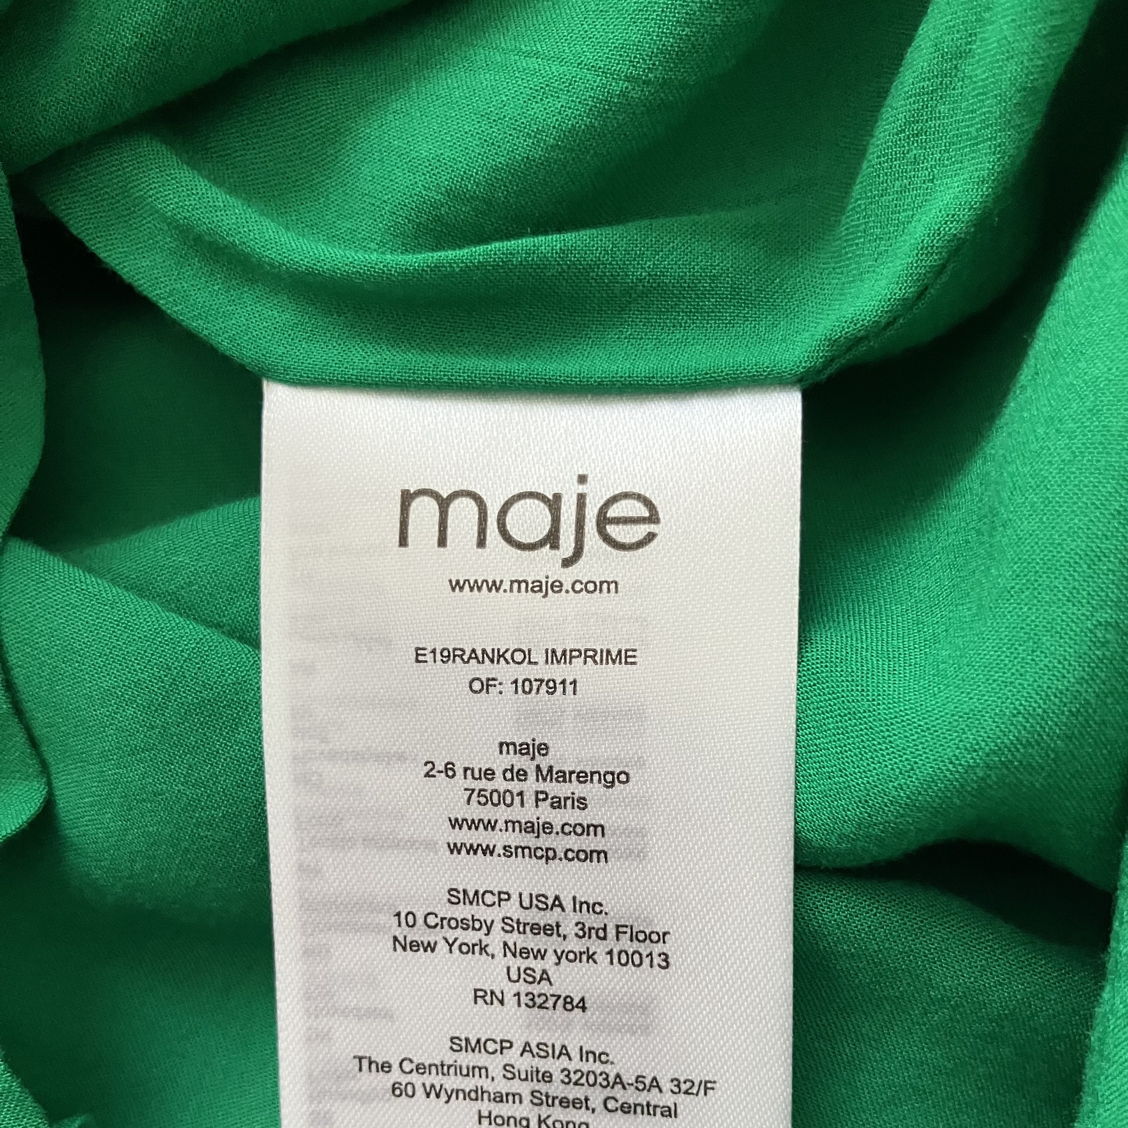 maje
www.maje.com
E19RANKOL IMPRIME
OF: 107911
maje
2-6 rue de Marengo
75001 Paris
www.maje.com
www.smcp.com
SMCP USA Inc.
10 Crosby Street, 3rd Floor
New York, New york 10013
USA
RN 132784
SMCP ASIA Inc.
The Centrium, Suite 3203A-5A 32/F
60 Wyndham Street, Central
Hong Kong